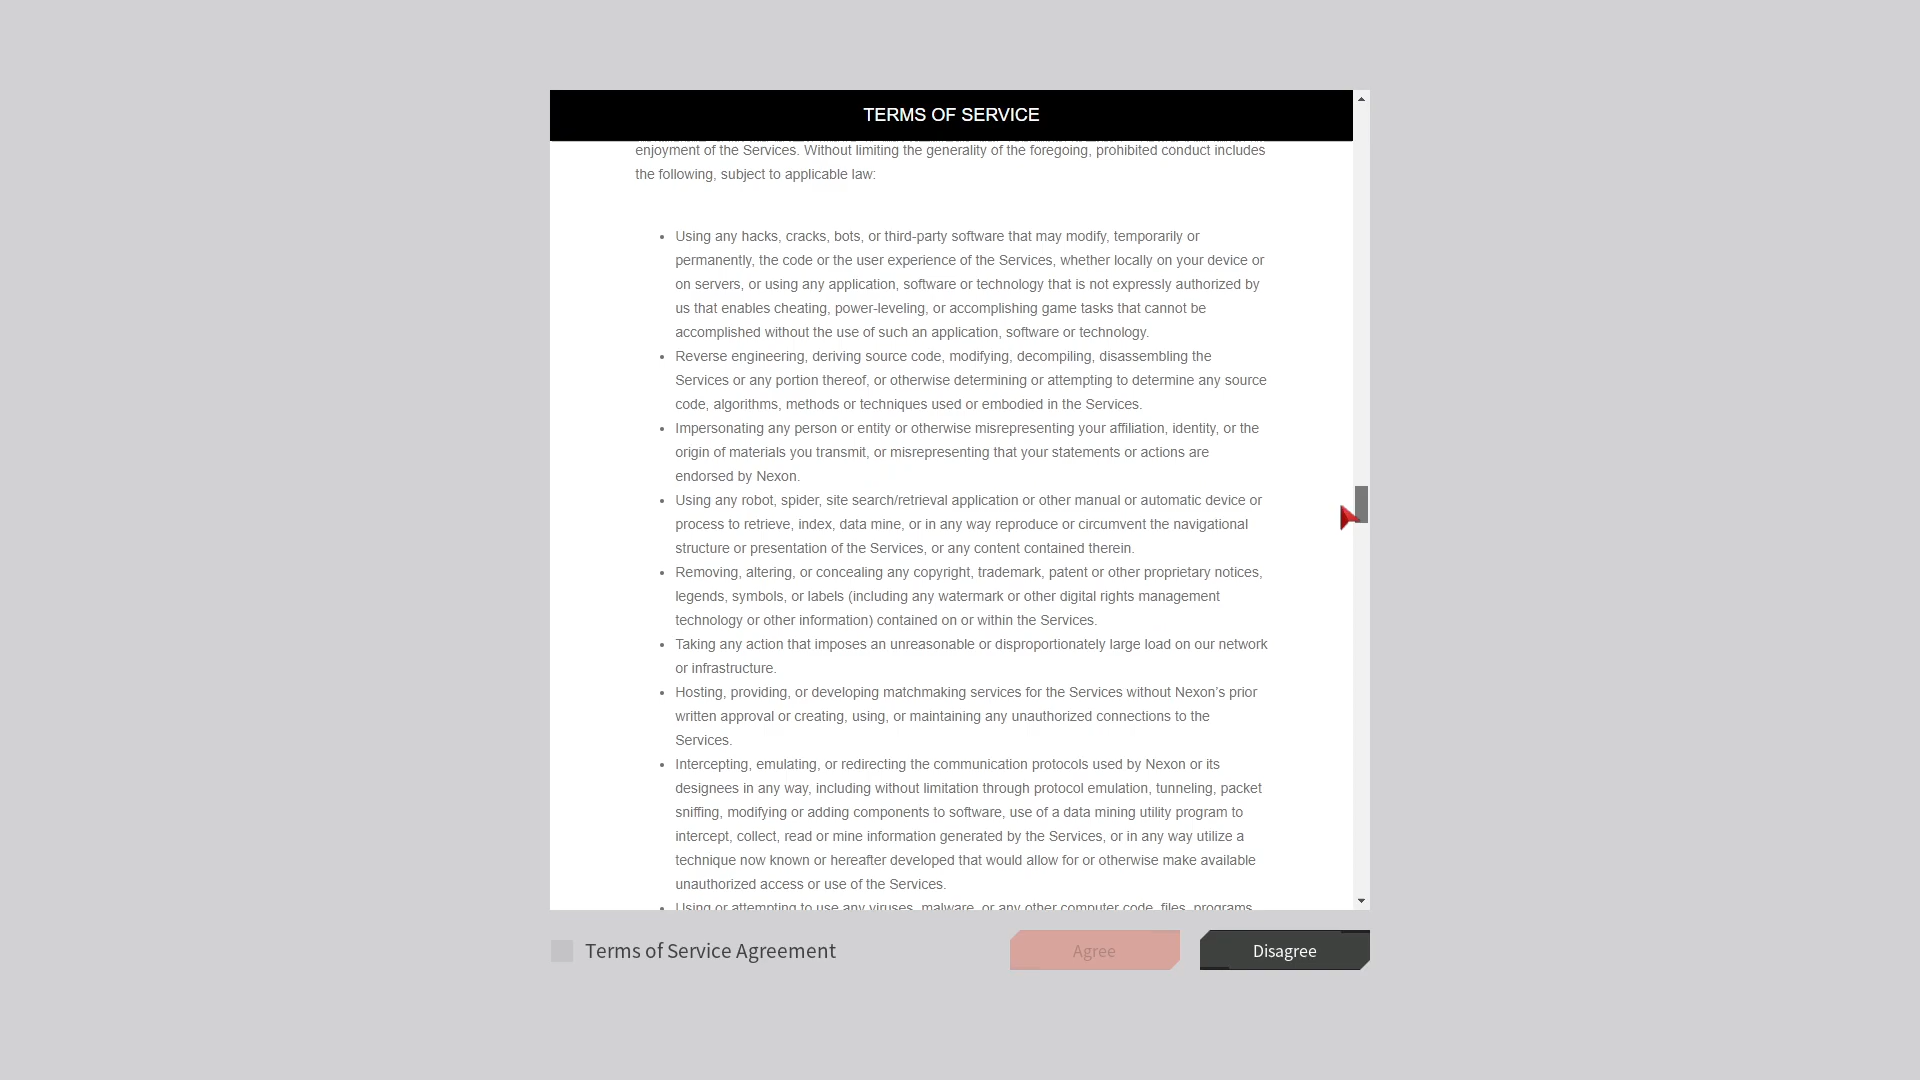 TERMS OF SERVICE
enjoyment of the Services. Without limiting the generality of the foregoing, prohibited conduct includes
the following, subject to applicable law:
• Using any hacks, cracks, bots, or third-party software that may modify, temporarily or
permanently, the code or the user experience of the Services, whether locally on your device or
on servers, or using any application, software or technology that is not expressly authorized by
us that enables cheating, power-leveling, or accomplishing game tasks that cannot be
accomplished without the use of such an application, software or technology.
• Reverse engineering, deriving source code, modifying, decompiling, disassembling the
Services or any portion thereof, or otherwise determining or attempting to determine any source
code, algorithms, methods or techniques used or embodied in the Services.
• Impersonating any person or entity or otherwise misrepresenting your affiliation, identity, or the
origin of materials you transmit, or misrepresenting that your statements or actions are
endorsed by Nexon.
• Using any robot, spider, site search/retrieval application or other manual or automatic device or
process to retrieve, index, data mine, or in any way reproduce or circumvent the navigational
structure or presentation of the Services, or any content contained therein.
• Removing, altering, or concealing any copyright, trademark, patent or other proprietary notices,
legends, symbols, or labels (including any watermark or other digital rights management
technology or other information) contained on or within the Services.
• Taking any action that imposes an unreasonable or disproportionately large load on our network
or infrastructure.
• Hosting, providing, or developing matchmaking services for the Services without Nexon’s prior
written approval or creating, using, or maintaining any unauthorized connections to the
Services.
• Intercepting, emulating, or redirecting the communication protocols used by Nexon or its
designees in any way, including without limitation through protocol emulation, tunneling, packet
sniffing, modifying or adding components to software, use of a data mining utility program to
intercept, collect, read or mine information generated by the Services, or in any way utilize a
technique now known or hereafter developed that would allow for or otherwise make available
unauthorized access or use of the Services.
• Using or attempting to use any viruses, malware, or any other computer code, files, programs
Terms of Service Agreement
Agree
Disagree